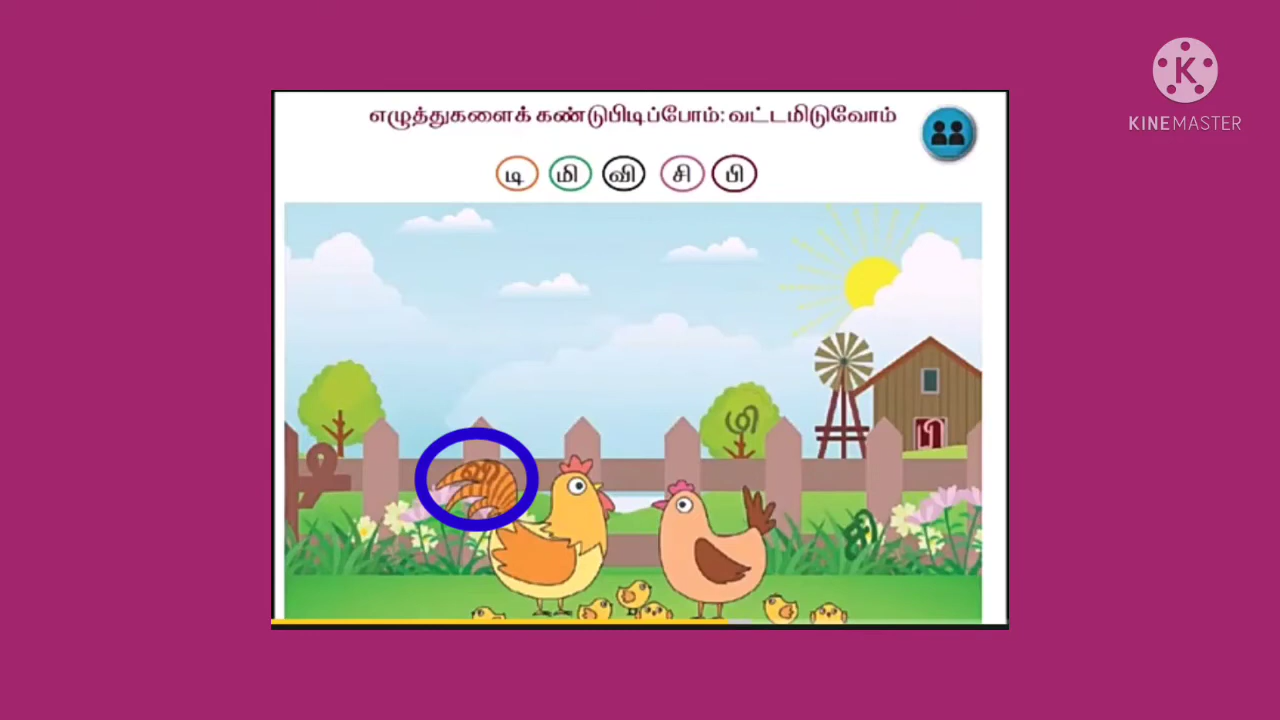 எழுத்துகளைக் கண்டுபிடிப்போம்: வட்டமிடுவோம்
டி மி வி சி பி
K
KINEMASTER
மி
பி
வி
டி
சி